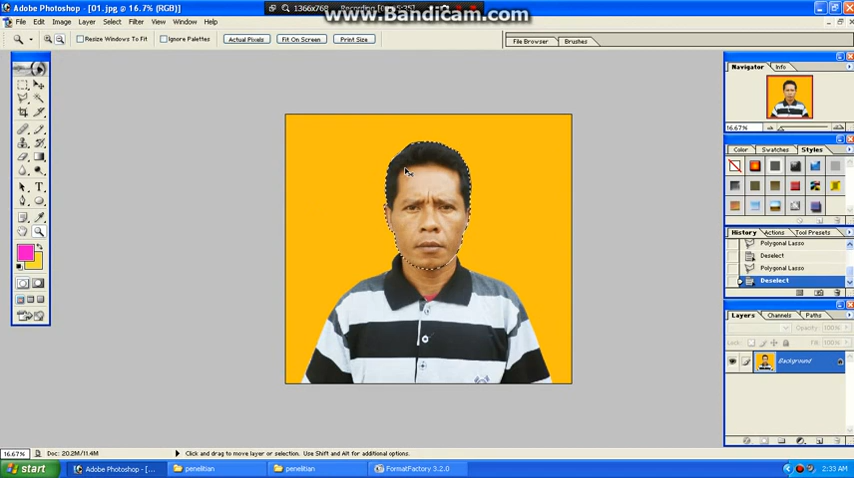 Adobe Photoshop - [01.jpg @ 16.7% (RGB)]
1366x768
www.Bandicam.com
File Edit Image Layer Select Filter View Window Help
Resize Windows To Fit
Ignore Palettes
Actual Pixels
Fit On Screen
Print Size
File Browser
Brushes
Navigator
Info
16.67%
Color
Swatches
Styles
History
Actions
Tool Presets
Polygonal Lasso
Deselect
Polygonal Lasso
Deselect
Layers
Channels
Paths
Opacity: 100%
Lock:
Fill: 100%
Background
16.67%
Doc: 20.2M/11.4M
Click and drag to move layer or selection. Use Shift and Alt for additional options.
start
Adobe Photoshop - [...
penelitian
penelitian
FormatFactory 3.2.0
2:33 AM